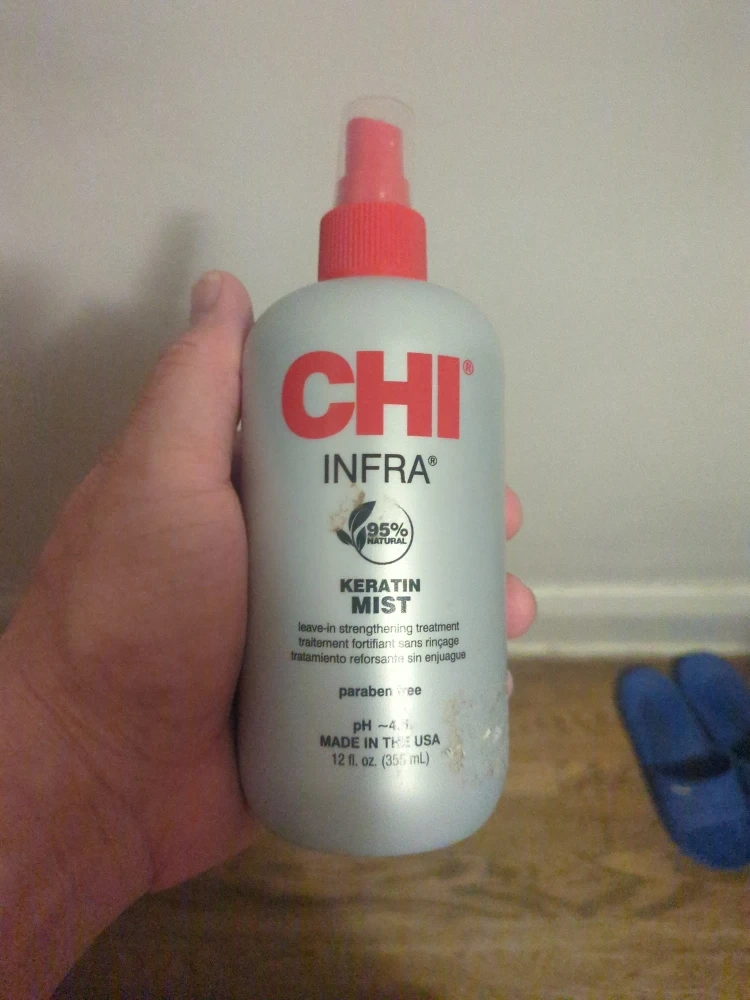 CHI®
INFRA®
95%
NATURAL
KERATIN
MIST
leave-in strengthening treatment
traitement fortifiant sans rinçage
tratamiento reforsante sin enjuague
paraben free
pH
MADE IN THE USA
12 fl. oz. (355 mL)